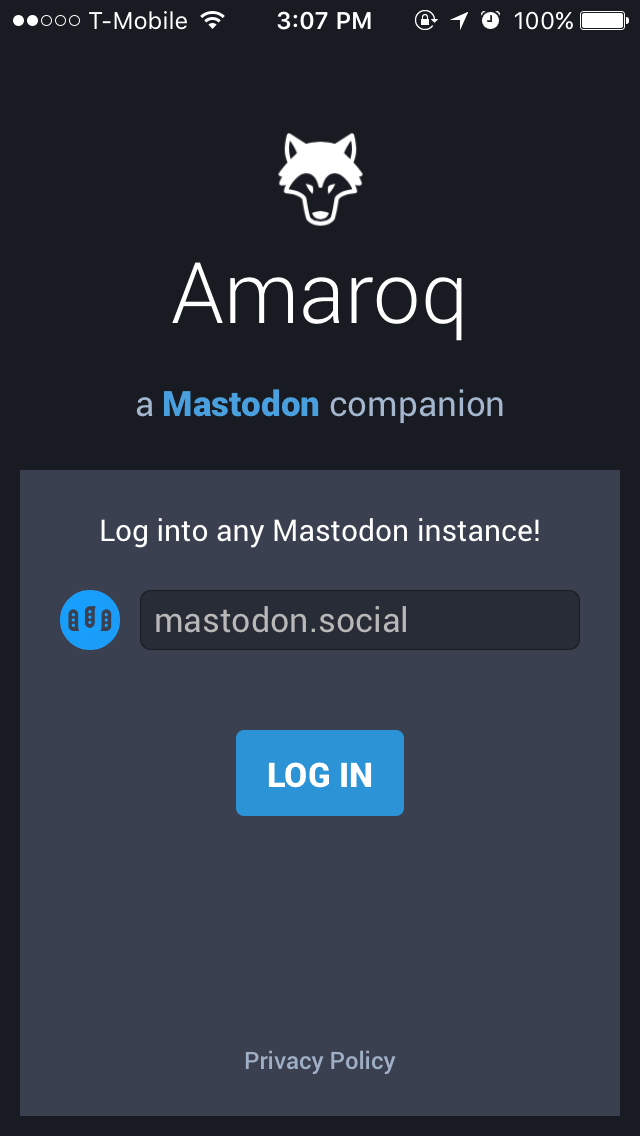 T-Mobile 3:07 PM 100%
Amaroq
a Mastodon companion
Log into any Mastodon instance!
mastodon.social
LOG IN
Privacy Policy